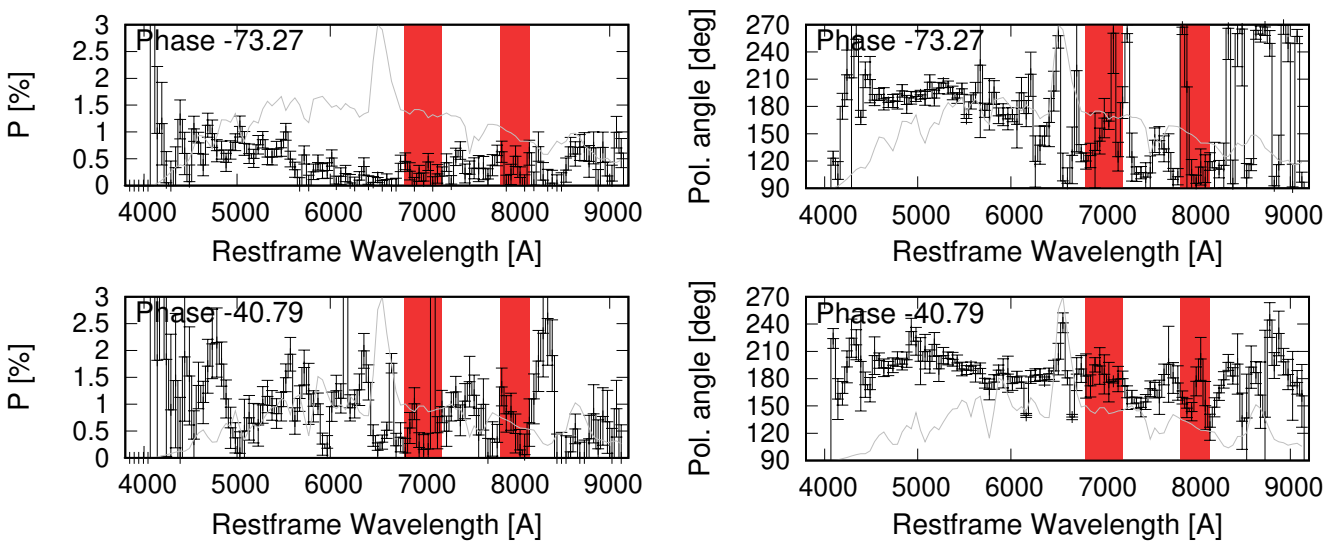 3
2.5
2
1.5
1
0.5
0
P [%]
Phase -73.27
4000 5000 6000 7000 8000 9000
Restframe Wavelength [A]
270
240
210
180
150
120
90
Pol. angle [deg]
Phase -73.27
4000 5000 6000 7000 8000 9000
Restframe Wavelength [A]
3
2.5
2
1.5
1
0.5
0
P [%]
Phase -40.79
4000 5000 6000 7000 8000 9000
Restframe Wavelength [A]
270
240
210
180
150
120
90
Pol. angle [deg]
Phase -40.79
4000 5000 6000 7000 8000 9000
Restframe Wavelength [A]